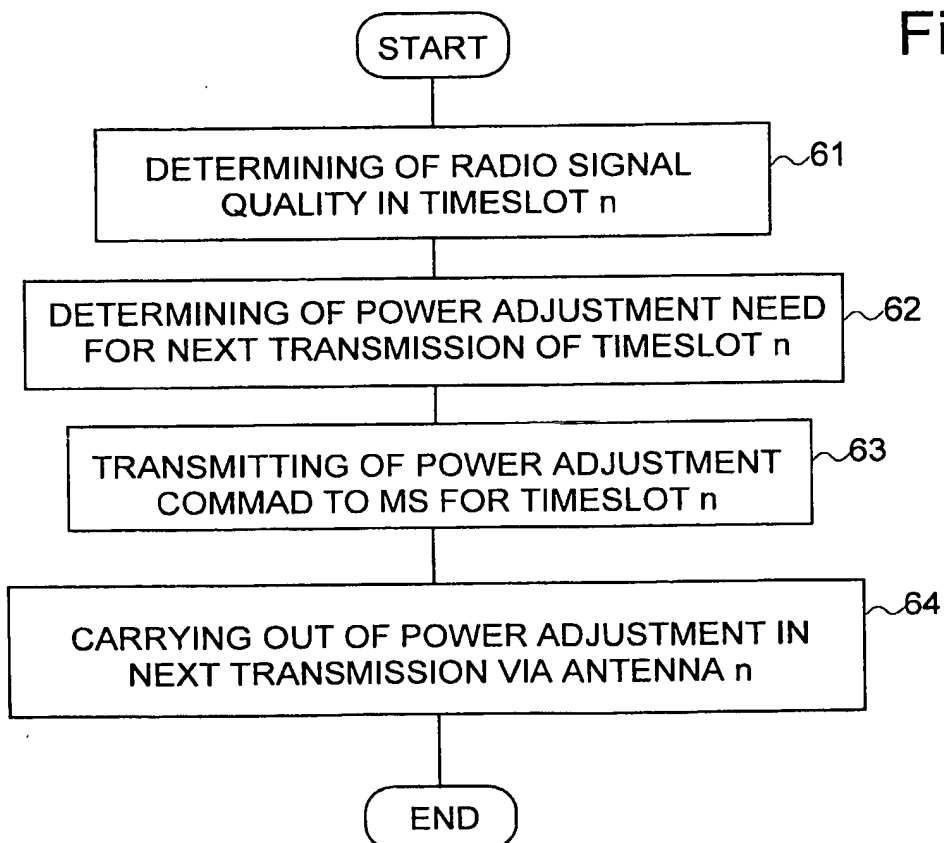 Fi
START
DETERMINING OF RADIO SIGNAL
QUALITY IN TIMESLOT n
61
DETERMINING OF POWER ADJUSTMENT NEED
FOR NEXT TRANSMISSION OF TIMESLOT n
62
TRANSMITTING OF POWER ADJUSTMENT
COMMAD TO MS FOR TIMESLOT n
63
CARRYING OUT OF POWER ADJUSTMENT IN
NEXT TRANSMISSION VIA ANTENNA n
64
END